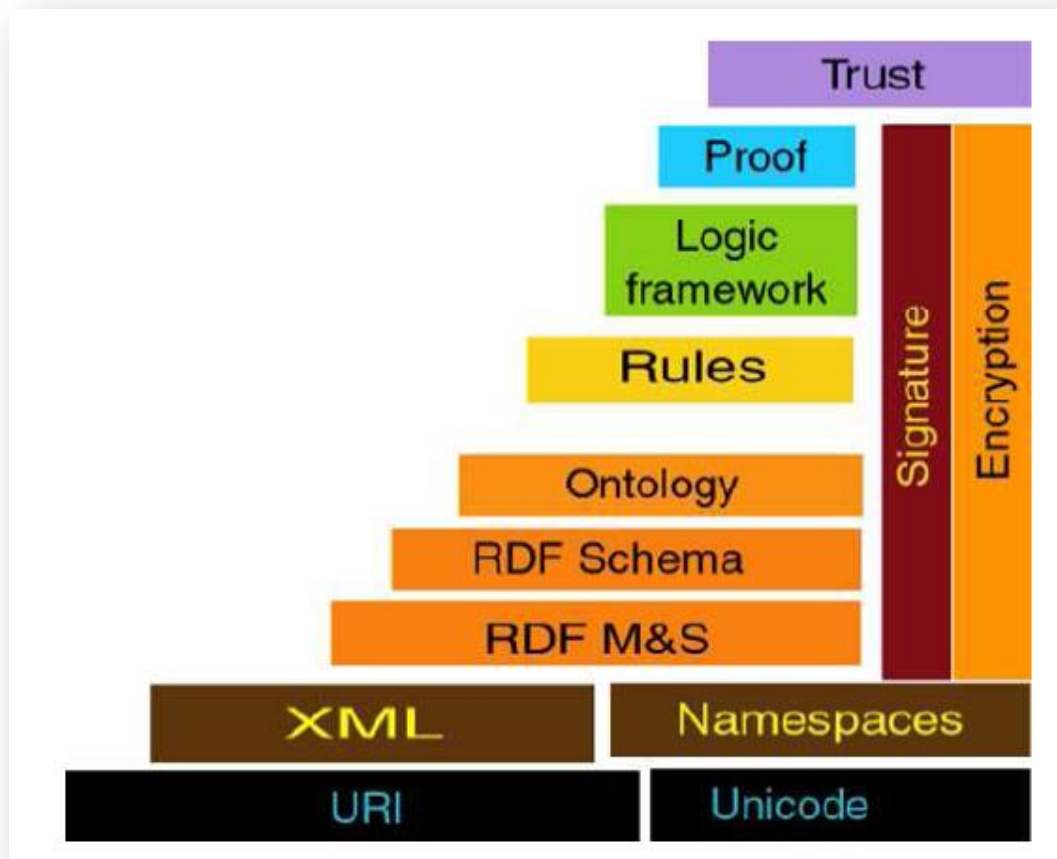 Trust
Proof
Logic
framework
Rules
Signature
Encryption
Ontology
RDF Schema
RDF M&S
XML
Namespaces
URI
Unicode